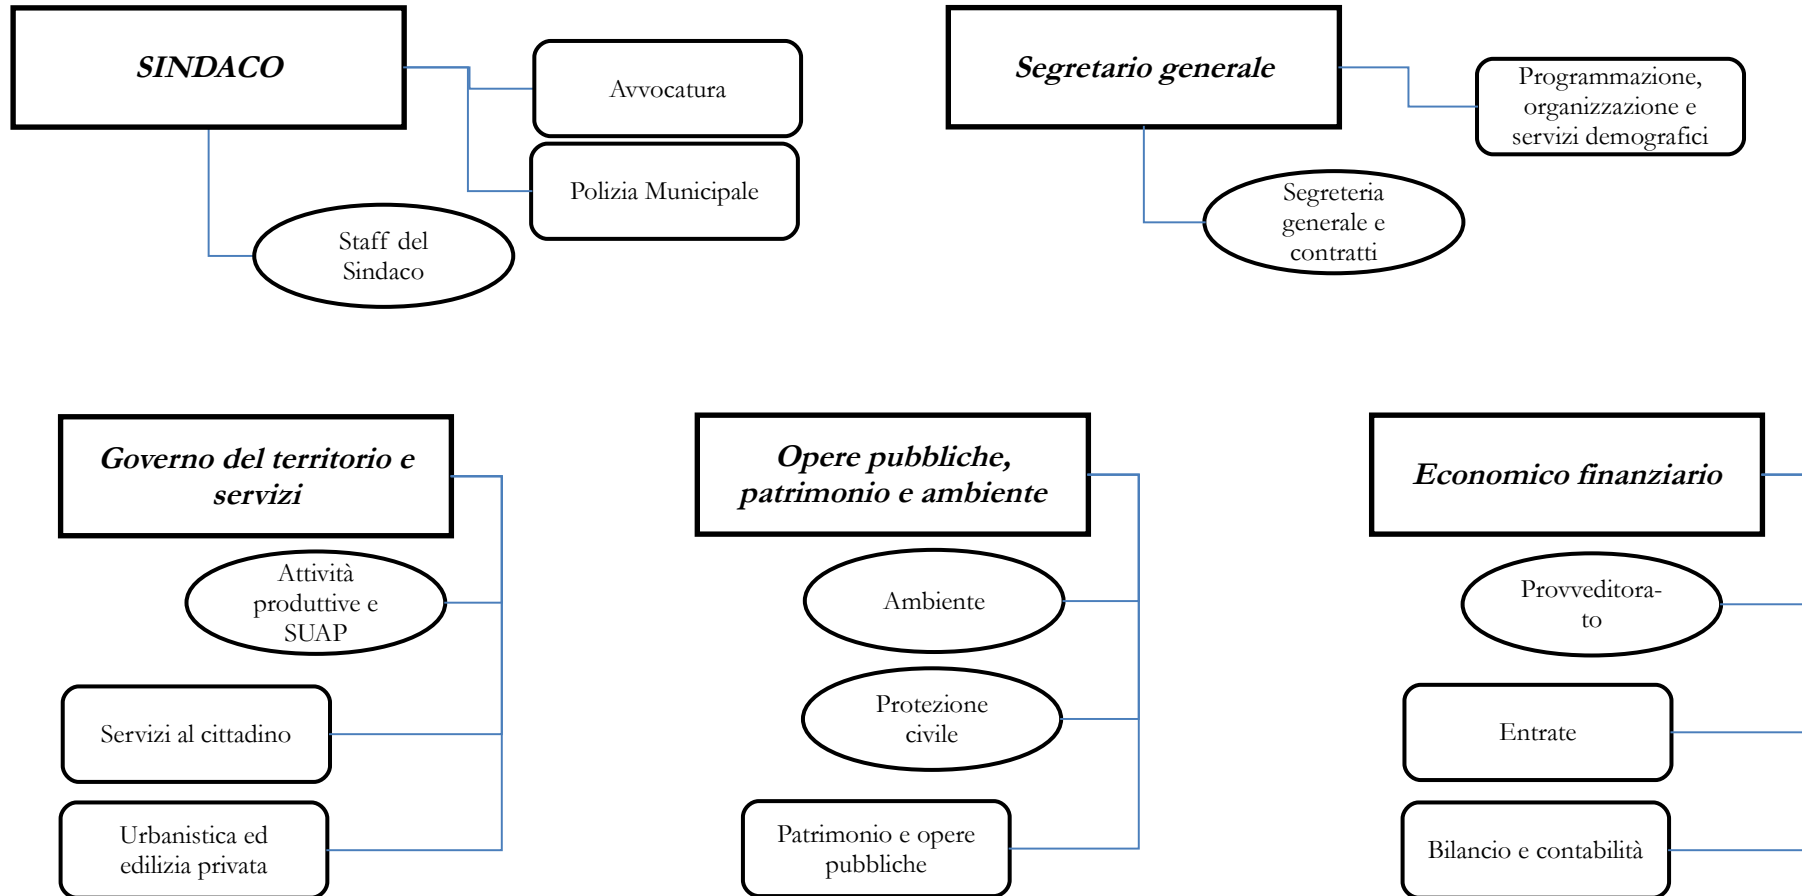 SINDACO
Avvocatura
Polizia Municipale
Staff del
Sindaco
Segretario generale
Programmazione,
organizzazione e
servizi demografici
Segreteria
generale e
contratti
Governo del territorio e
servizi
Attività
produttive e
SUAP
Servizi al cittadino
Urbanistica ed
edilizia privata
Opere pubbliche,
patrimonio e ambiente
Ambiente
Protezione
civile
Patrimonio e opere
pubbliche
Economico finanziario
Provveditora-
to
Entrate
Bilancio e contabilità